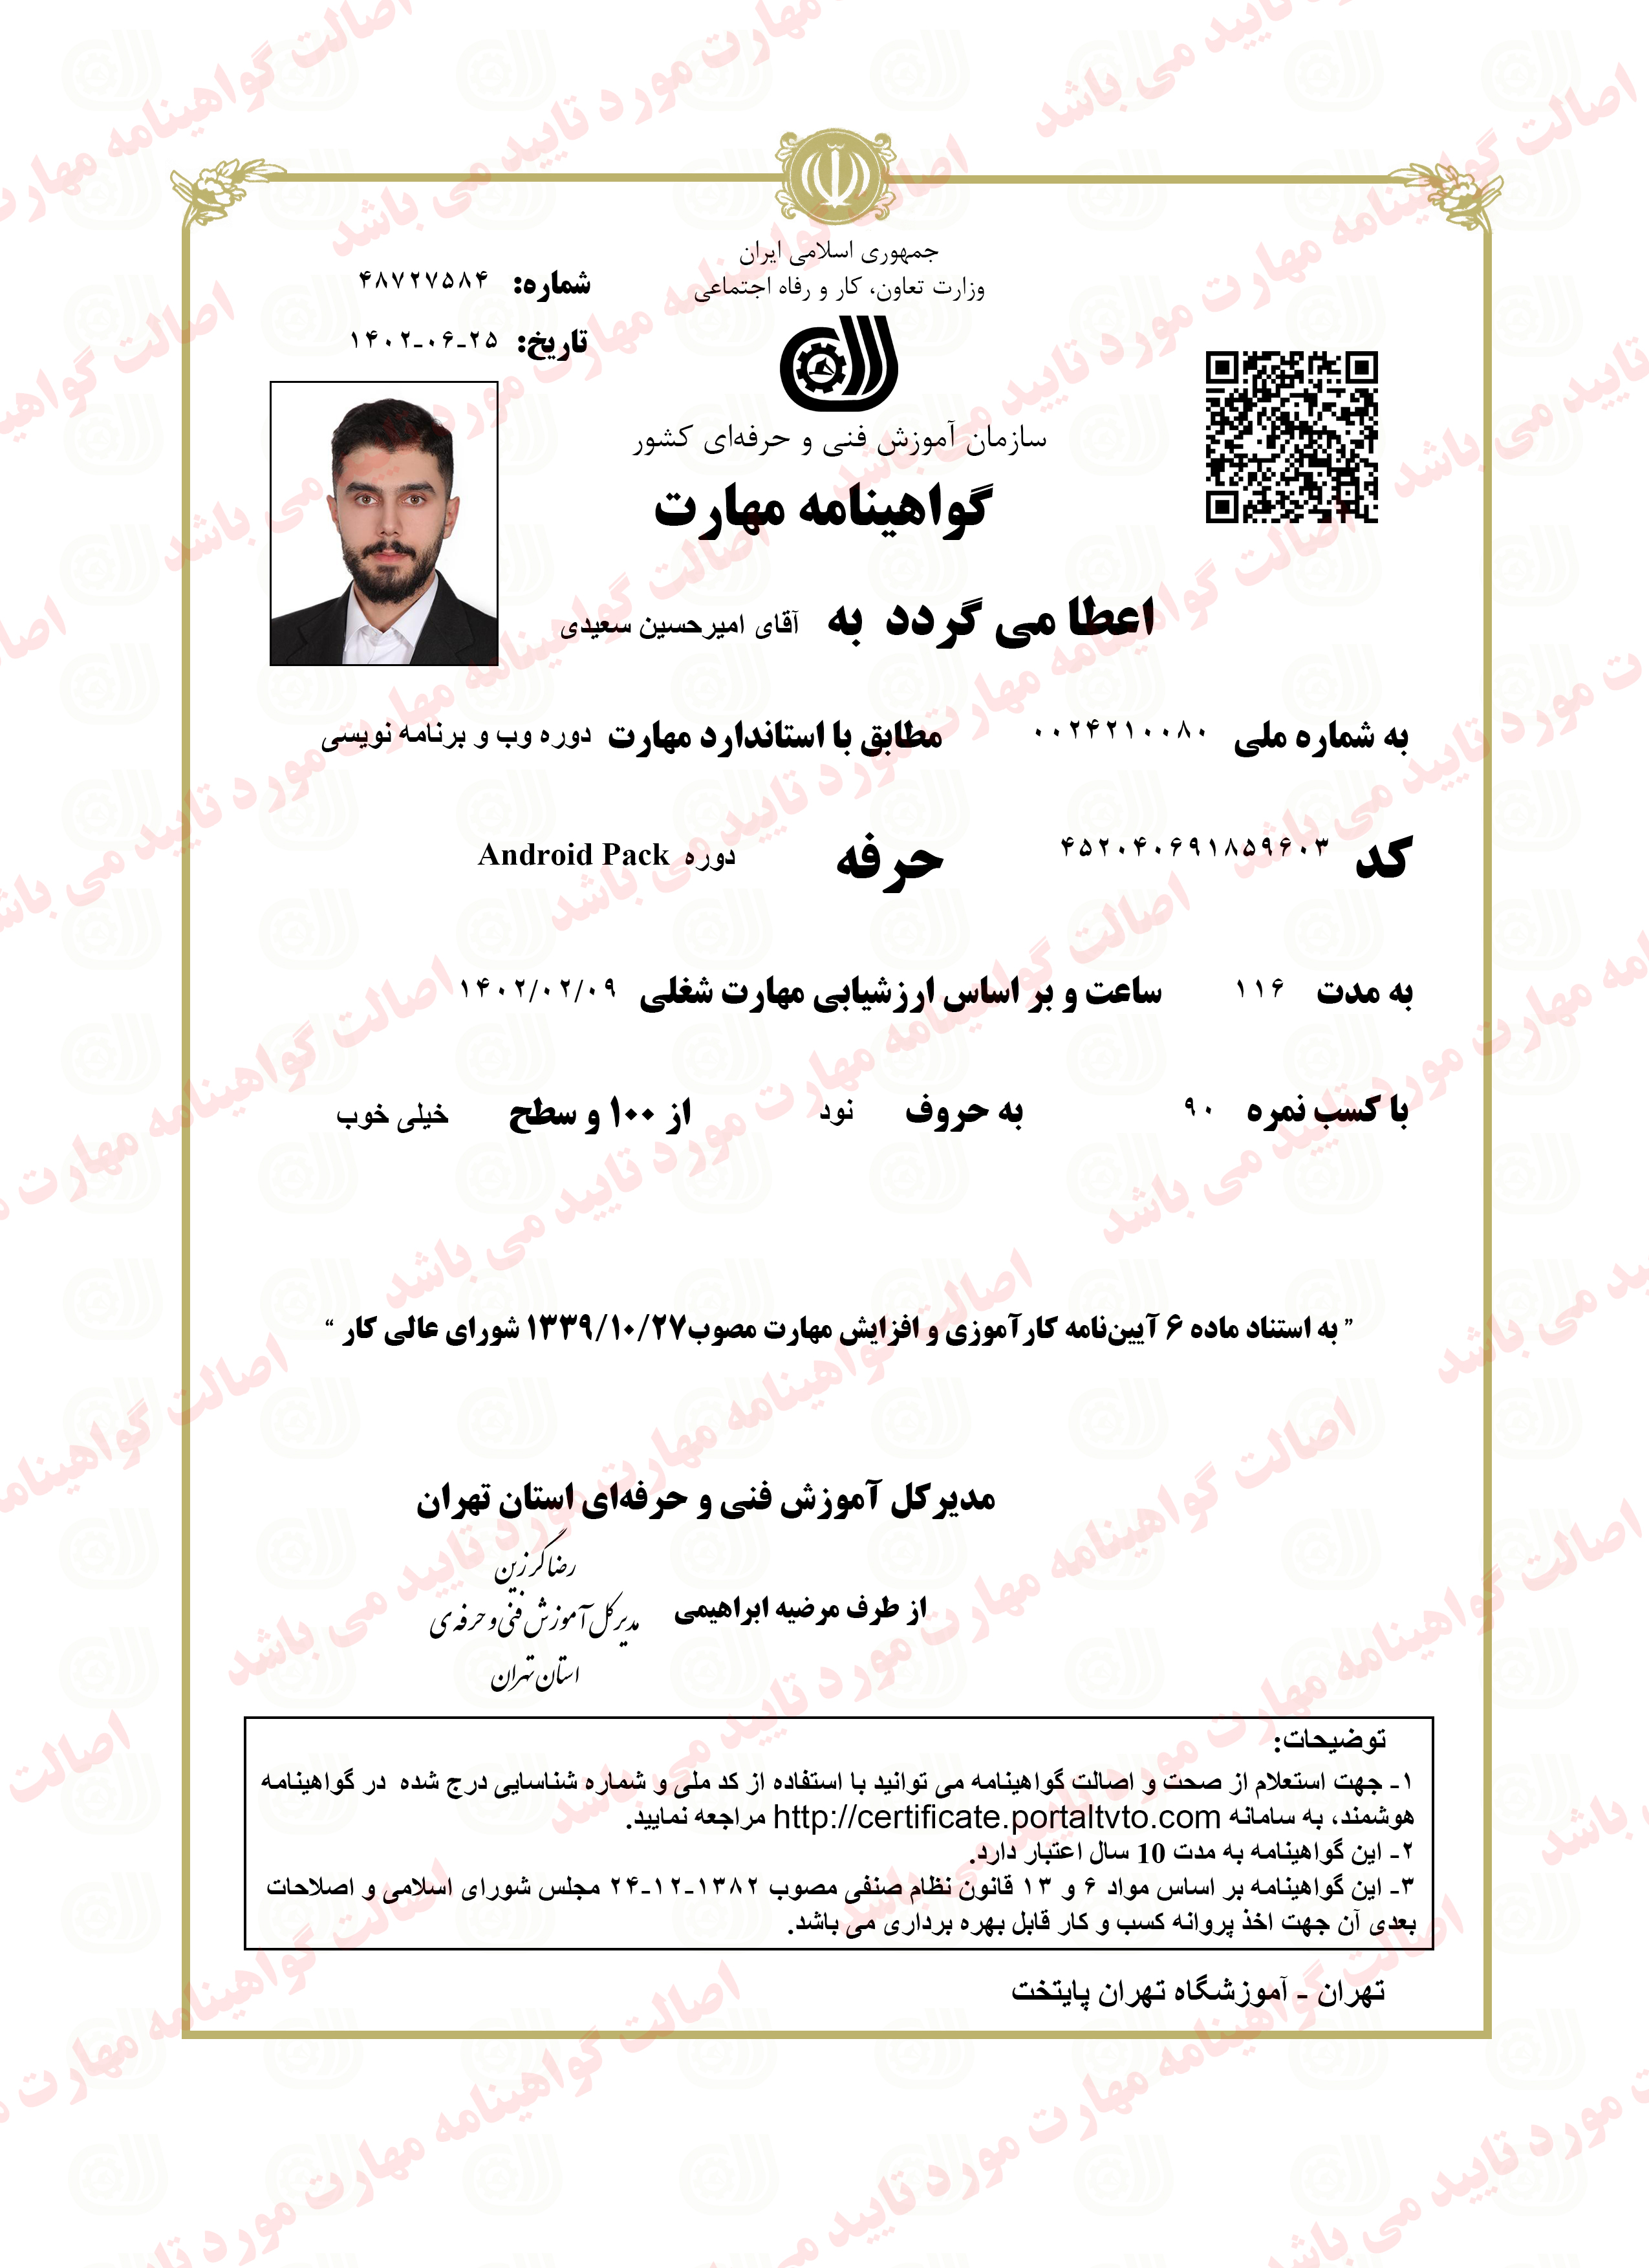 جمهوری اسلامی ایران
وزارت تعاون، کار و رفاه اجتماعی
شماره: ۴۸۷۲۷۵۸۴
تاریخ: ۱۴۰۲-۰۶-۲۵
سازمان آموزش فنی و حرفه‌ای کشور
گواهینامه مهارت
اعطا می گردد به آقای امیرحسین سعیدی
به شماره ملی ۰۰۲۴۲۱۰۰۸۰ مطابق با استاندارد مهارت دوره وب و برنامه نویسی
کد ۴۵۲۰۴۰۶۹۱۸۵۹۶۰۳ حرفه دوره Android Pack
به مدت ۱۱۶ ساعت و بر اساس ارزشیابی مهارت شغلی ۱۴۰۲/۰۲/۰۹
با کسب نمره ۹۰ به حروف نود از ۱۰۰ و سطح خیلی خوب
" به استناد ماده ۶ آیین‌نامه کارآموزی و افزایش مهارت مصوب۱۳۳۹/۱۰/۲۷ شورای عالی کار "
مدیرکل آموزش فنی و حرفه‌ای استان تهران
رضا کرزین
از طرف مرضیه ابراهیمی
مدیرکل آموزش فنی و حرفه ی
استان تهران
توضیحات:
۱- جهت استعلام از صحت و اصالت گواهینامه می توانید با استفاده از کد ملی و شماره شناسایی درج شده در گواهینامه
هوشمند، به سامانه http://certificate.portaltvto.com مراجعه نمایید.
۲- این گواهینامه به مدت 10 سال اعتبار دارد.
۳- این گواهینامه بر اساس مواد ۶ و ۱۳ قانون نظام صنفی مصوب ۱۳۸۲-۱۲-۲۴ مجلس شورای اسلامی و اصلاحات
بعدی آن جهت اخذ پروانه کسب و کار قابل بهره برداری می باشد.
تهران - آموزشگاه تهران پایتخت
اصالت گواهینامه مهارت مورد تایید می باشد